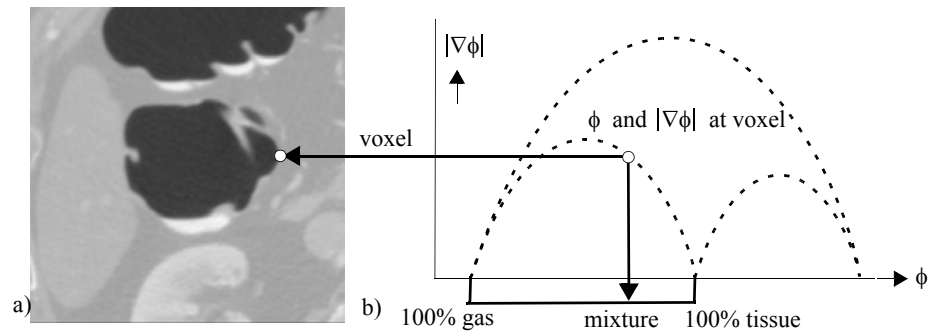 |∇ϕ|
ϕ and |∇ϕ| at voxel
voxel
ϕ
a)
b)
100% gas
mixture
100% tissue